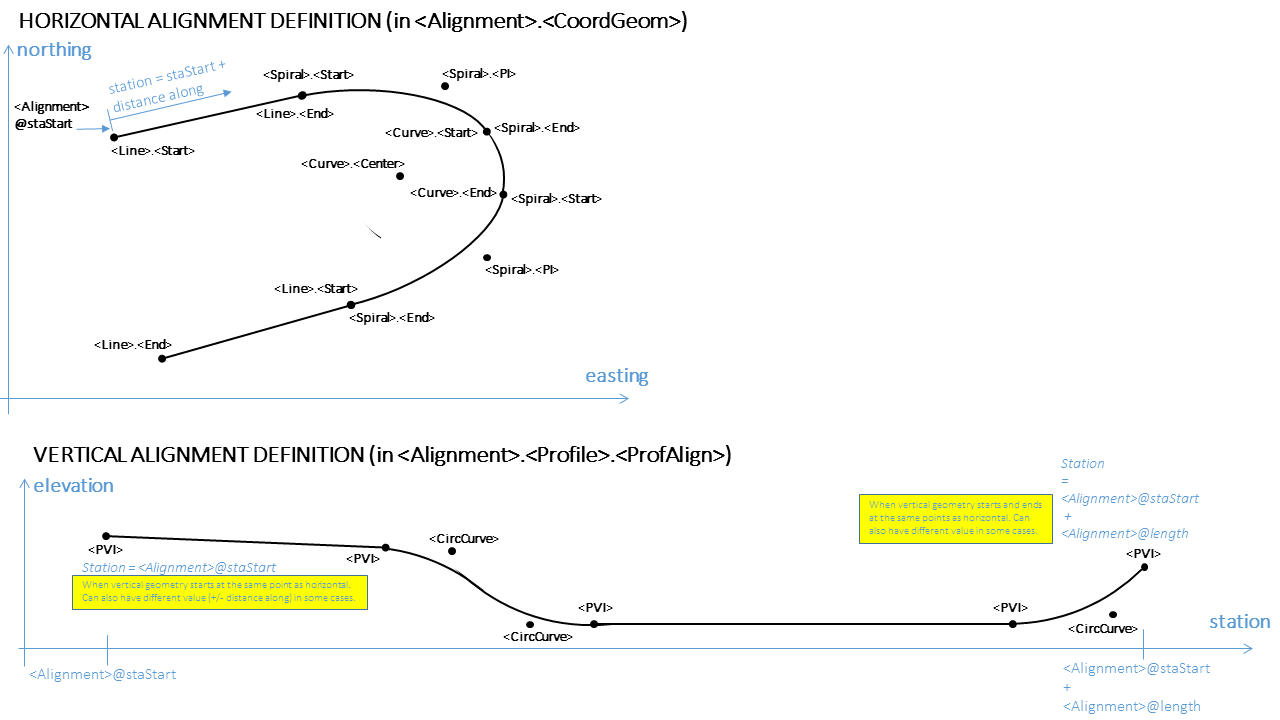 HORIZONTAL ALIGNMENT DEFINITION (in <Alignment>.<CoordGeom>)
northing
station = staStart +
distance along
<Spiral>.<Start>
<Spiral>.<PI>
<Alignment>
@staStart
<Line>.<End>
<Curve>.<Start>
<Spiral>.<End>
<Line>.<Start>
<Curve>.<Center>
<Curve>.<End>
<Spiral>.<Start>
<Spiral>.<PI>
<Line>.<Start>
<Spiral>.<End>
<Line>.<End>
easting
VERTICAL ALIGNMENT DEFINITION (in <Alignment>.<Profile>.<ProfAlign>)
elevation
Station
=
<Alignment>@staStart
+
<Alignment>@length
When vertical geometry starts and ends
at the same points as horizontal. Can
also have different value in some cases.
<PVI>
<PVI>
<CircCurve>
<PVI>
Station = <Alignment>@staStart
When vertical geometry starts at the same point as horizontal.
Can also have different value (+/- distance along) in some cases.
<PVI>
<PVI>
<CircCurve>
<CircCurve>
station
<Alignment>@staStart
<Alignment>@staStart
+
<Alignment>@length